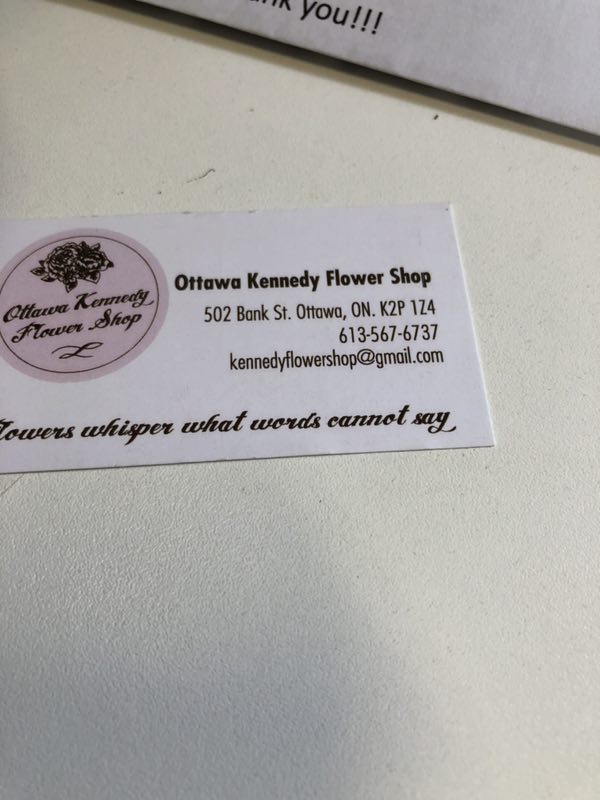 you!!!
Ottawa Kennedy
Flower Shop
Ottawa Kennedy Flower Shop
502 Bank St. Ottawa, ON. K2P 1Z4
613-567-6737
kennedyflowershop@gmail.com
whisper what words cannot say